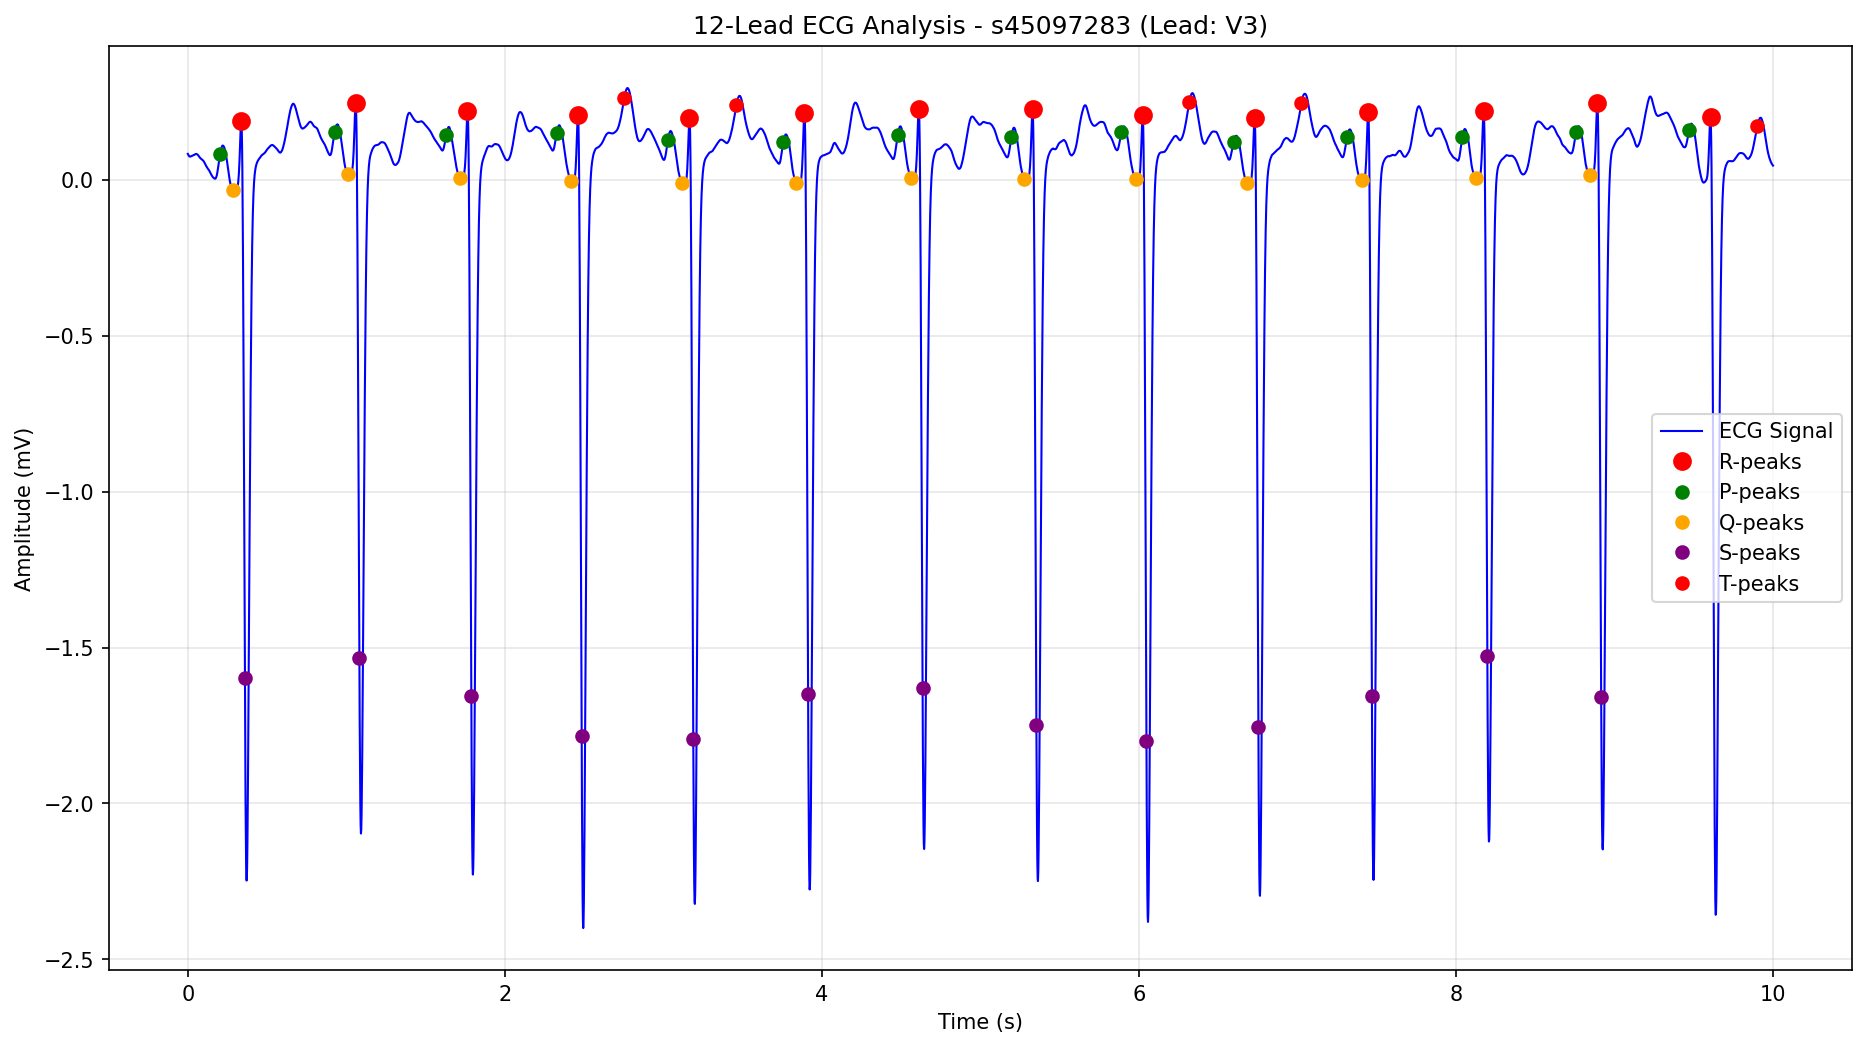 12-Lead ECG Analysis - s45097283 (Lead: V3)
Amplitude (mV)
0.0
−0.5
−1.0
−1.5
−2.0
−2.5
ECG Signal
R-peaks
P-peaks
Q-peaks
S-peaks
T-peaks
0 2 4 6 8 10
Time (s)